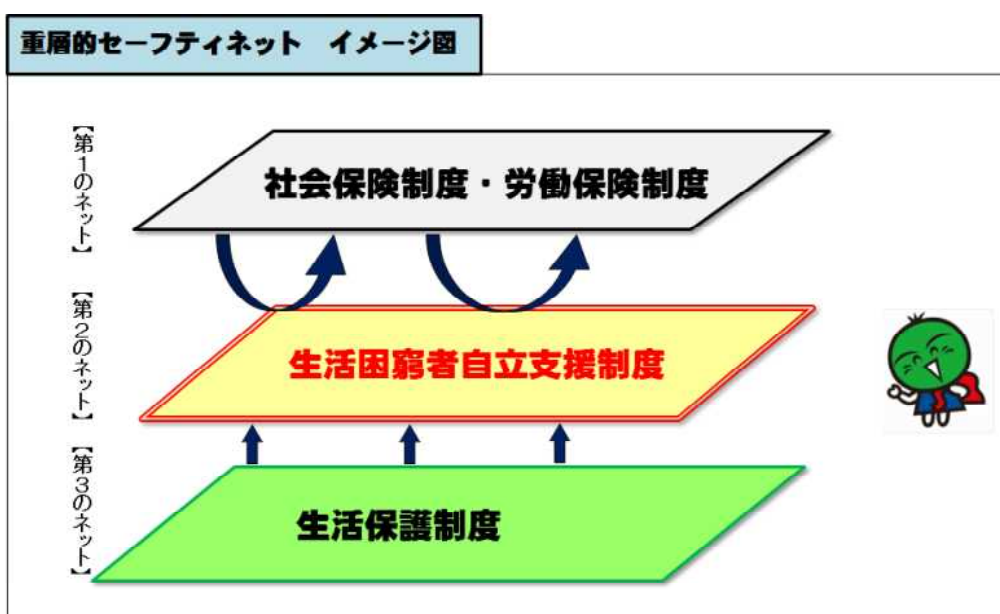 重層的セーフティネット　イメージ図
【第1のネット】
社会保険制度・労働保険制度
【第2のネット】
生活困窮者自立支援制度
【第3のネット】
生活保護制度